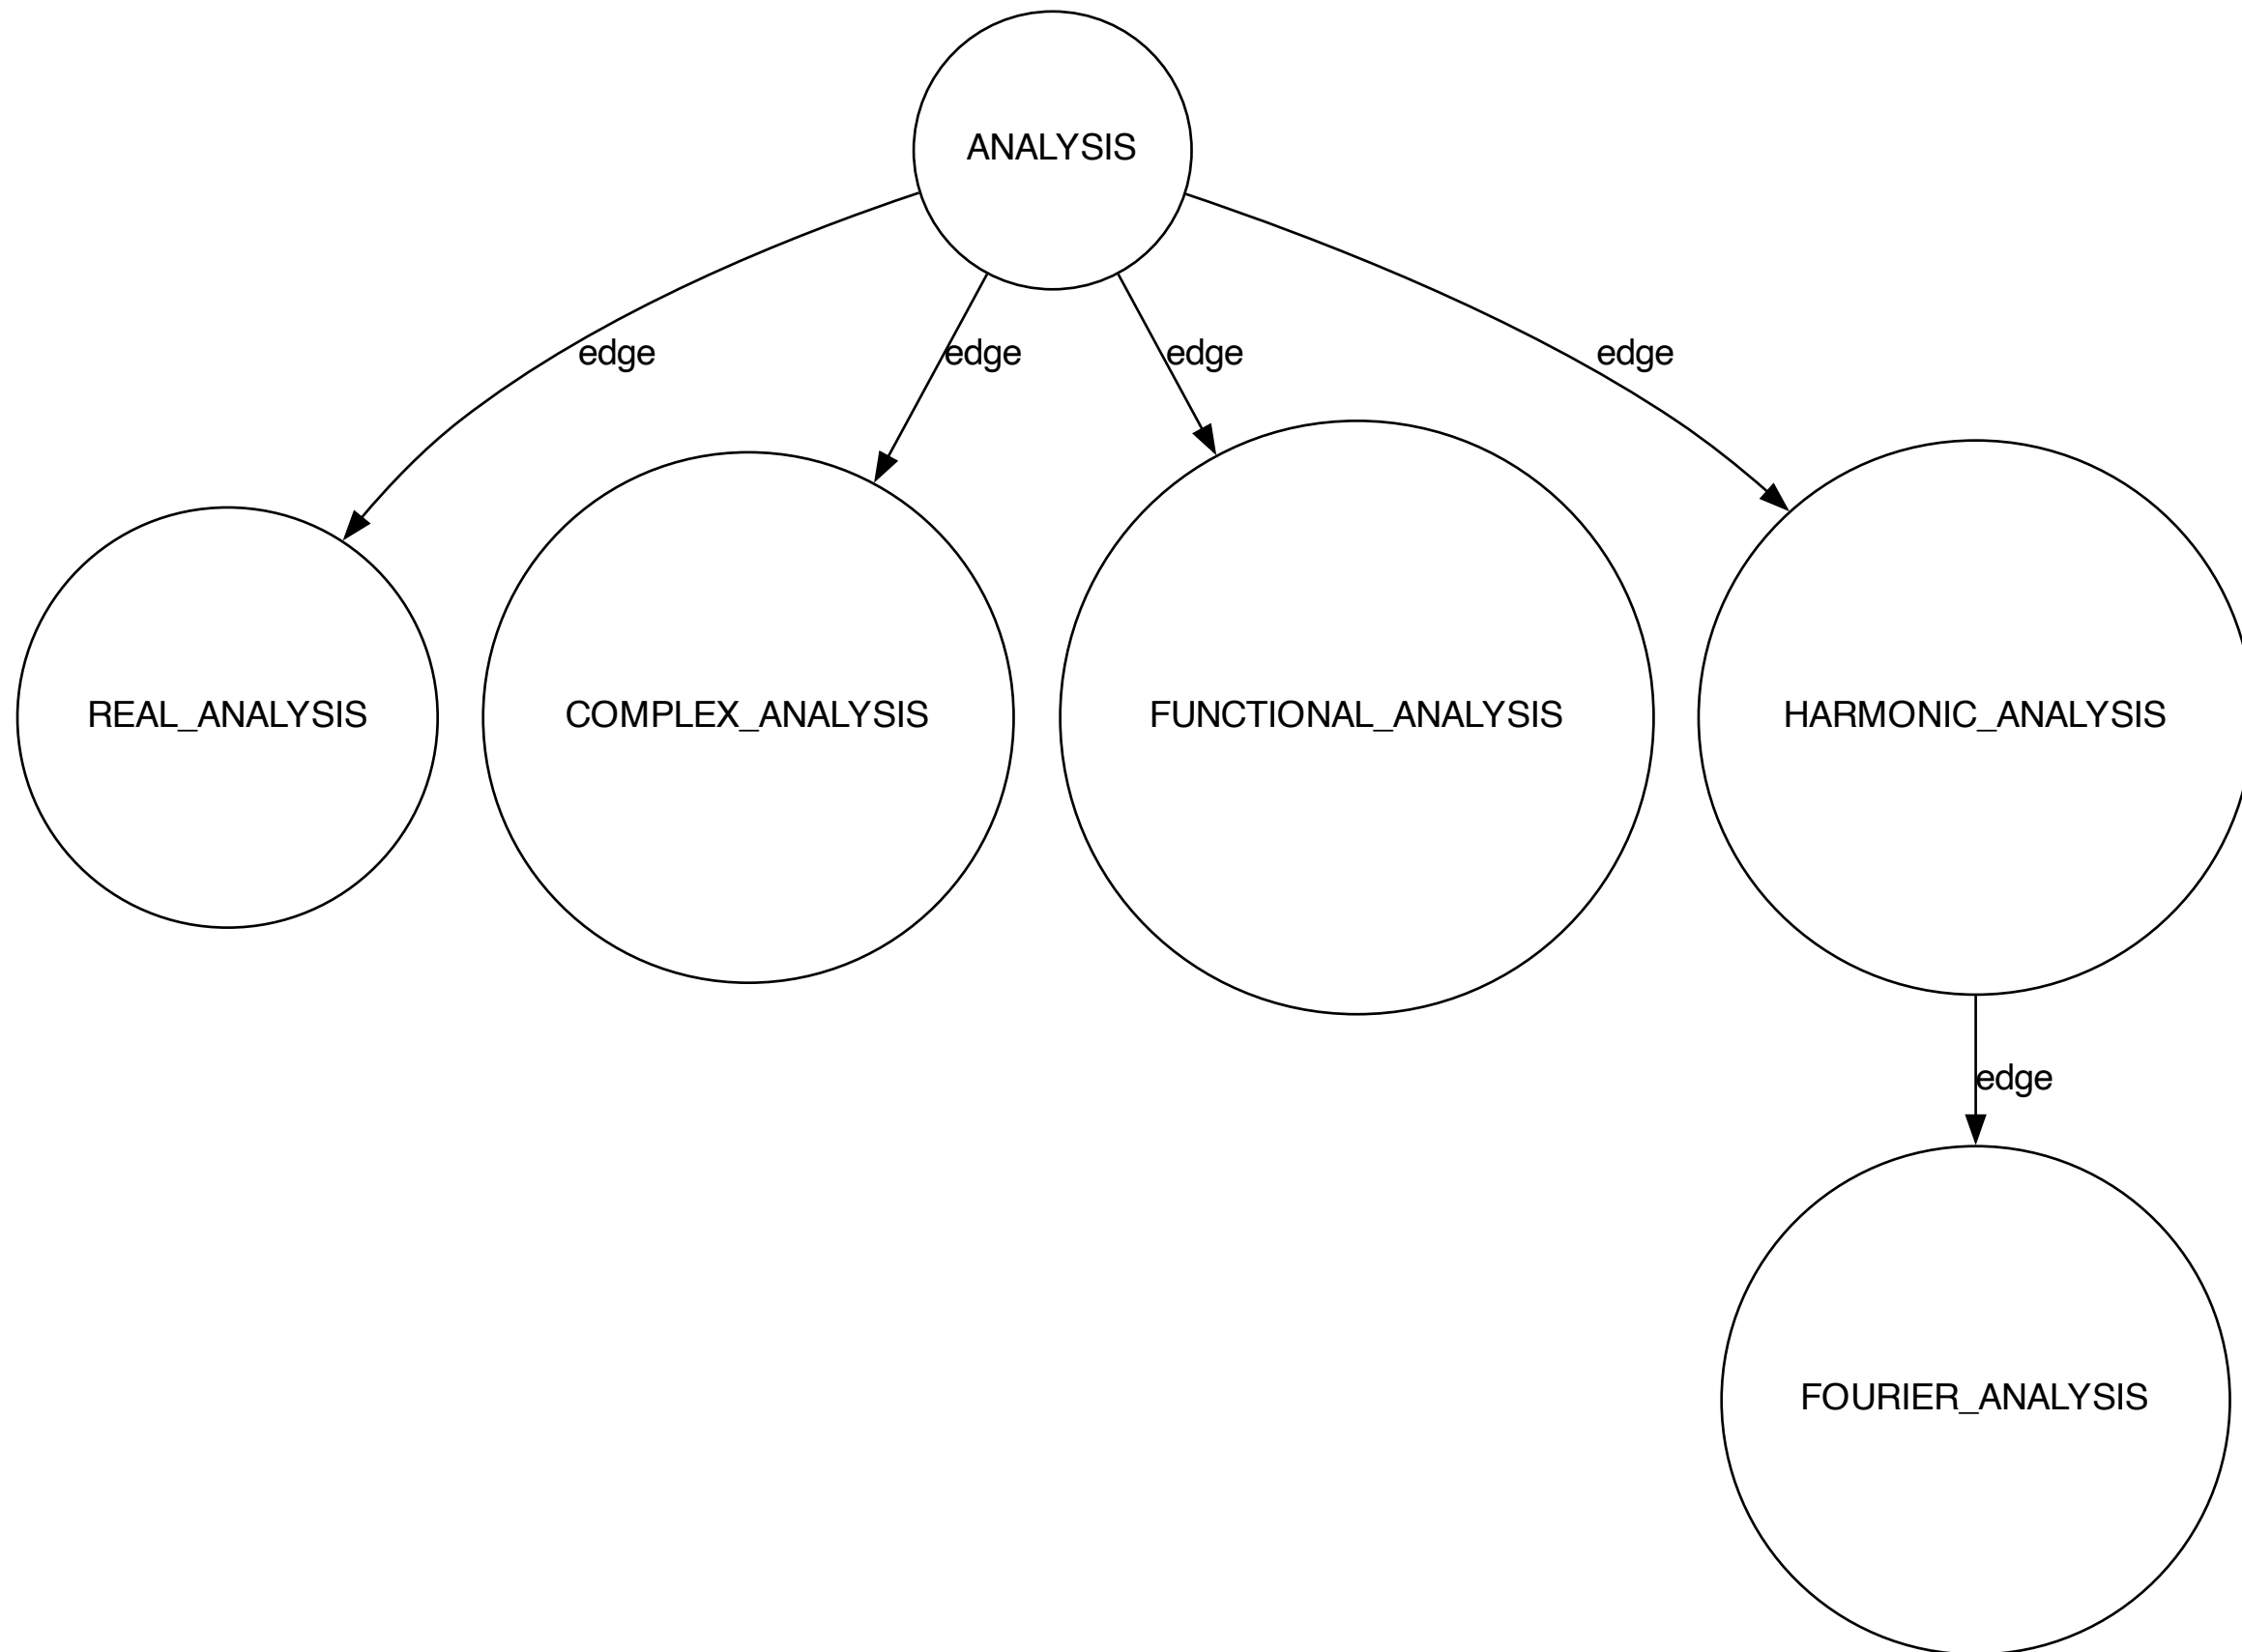 ANALYSIS
edge
edge
edge
edge
REAL_ANALYSIS
COMPLEX_ANALYSIS
FUNCTIONAL_ANALYSIS
HARMONIC_ANALYSIS
edge
FOURIER_ANALYSIS